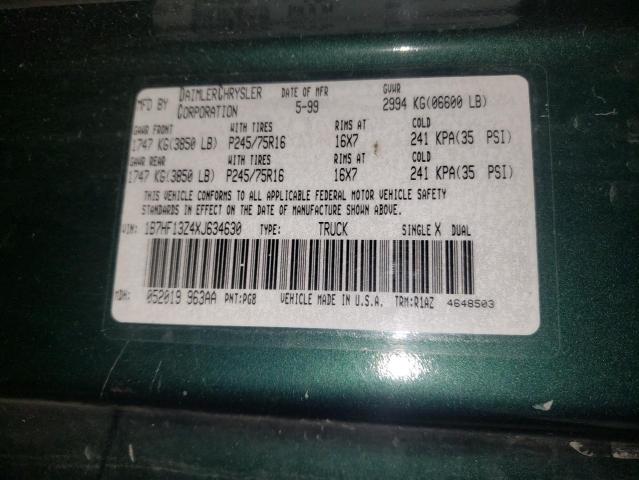 MFD BY DAIMLERCHRYSLER CORPORATION DATE OF MFR 5-99 GVWR 2994 KG(06600 LB)
GAWR FRONT WITH TIRES RIMS AT COLD
1747 KG(3850 LB) P245/75R16 16X7 241 KPA(35 PSI)
GAWR REAR WITH TIRES RIMS AT COLD
1747 KG(3850 LB) P245/75R16 16X7 241 KPA(35 PSI)
THIS VEHICLE CONFORMS TO ALL APPLICABLE FEDERAL MOTOR VEHICLE SAFETY
STANDARDS IN EFFECT ON THE DATE OF MANUFACTURE SHOWN ABOVE.
VIN: 1B7HF13Z4XJ634630 TYPE: TRUCK SINGLE X DUAL
MDH: 052019 963AA PNT:PG8 VEHICLE MADE IN U.S.A. TRM:R1AZ 4648503